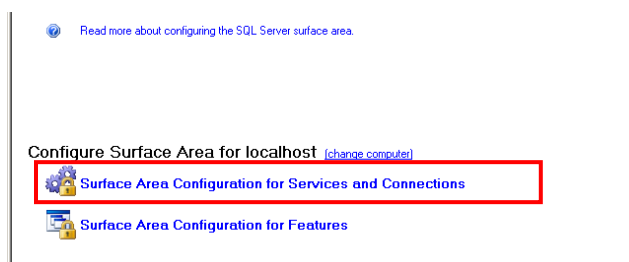 Read more about configuring the SQL Server surface area.
Configure Surface Area for localhost (change computer)
Surface Area Configuration for Services and Connections
Surface Area Configuration for Features